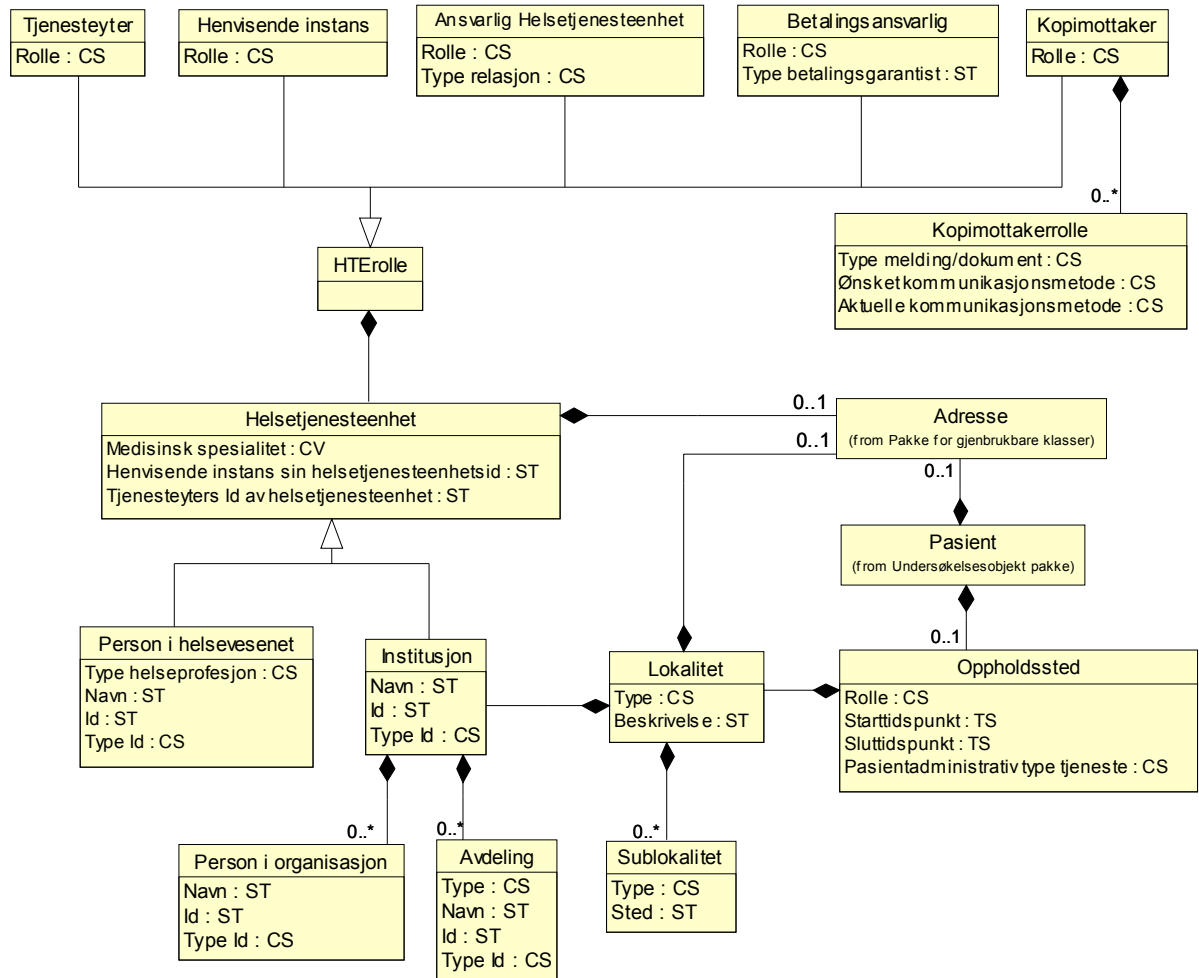 Tjenesteyter
Rolle : CS
Henvisende instans
Rolle : CS
Ansvarlig Helsetjenesteenhet
Rolle : CS
Type relasjon : CS
Betalingsansvarlig
Rolle : CS
Type betalingsgarantist : ST
Kopimottaker
Rolle : CS
0..*
Kopimottakerrolle
Type melding/dokument : CS
Ønsket kommunikasjonsmetode : CS
Aktuelle kommunikasjonsmetode : CS
HTErolle
Helsetjenesteenhet
Medisinsk spesialitet : CV
Henvisende instans sin helsetjenesteenhetsid : ST
Tjenesteyters Id av helsetjenesteenhet : ST
0..1
0..1
Adresse
(from Pakke for gjenbrukbare klasser)
0..1
Pasient
(from Undersøkelsesobjekt pakke)
0..1
Person i helsevesenet
Type helseprofesjon : CS
Navn : ST
Id : ST
Type Id : CS
Institusjon
Navn : ST
Id : ST
Type Id : CS
Lokalitet
Type : CS
Beskrivelse : ST
Oppholdssted
Rolle : CS
Starttidspunkt : TS
Sluttidspunkt : TS
Pasientadministrativ type tjeneste : CS
0..*
0..*
0..*
Person i organisasjon
Navn : ST
Id : ST
Type Id : CS
Avdeling
Type : CS
Navn : ST
Id : ST
Type Id : CS
Sublokalitet
Type : CS
Sted : ST